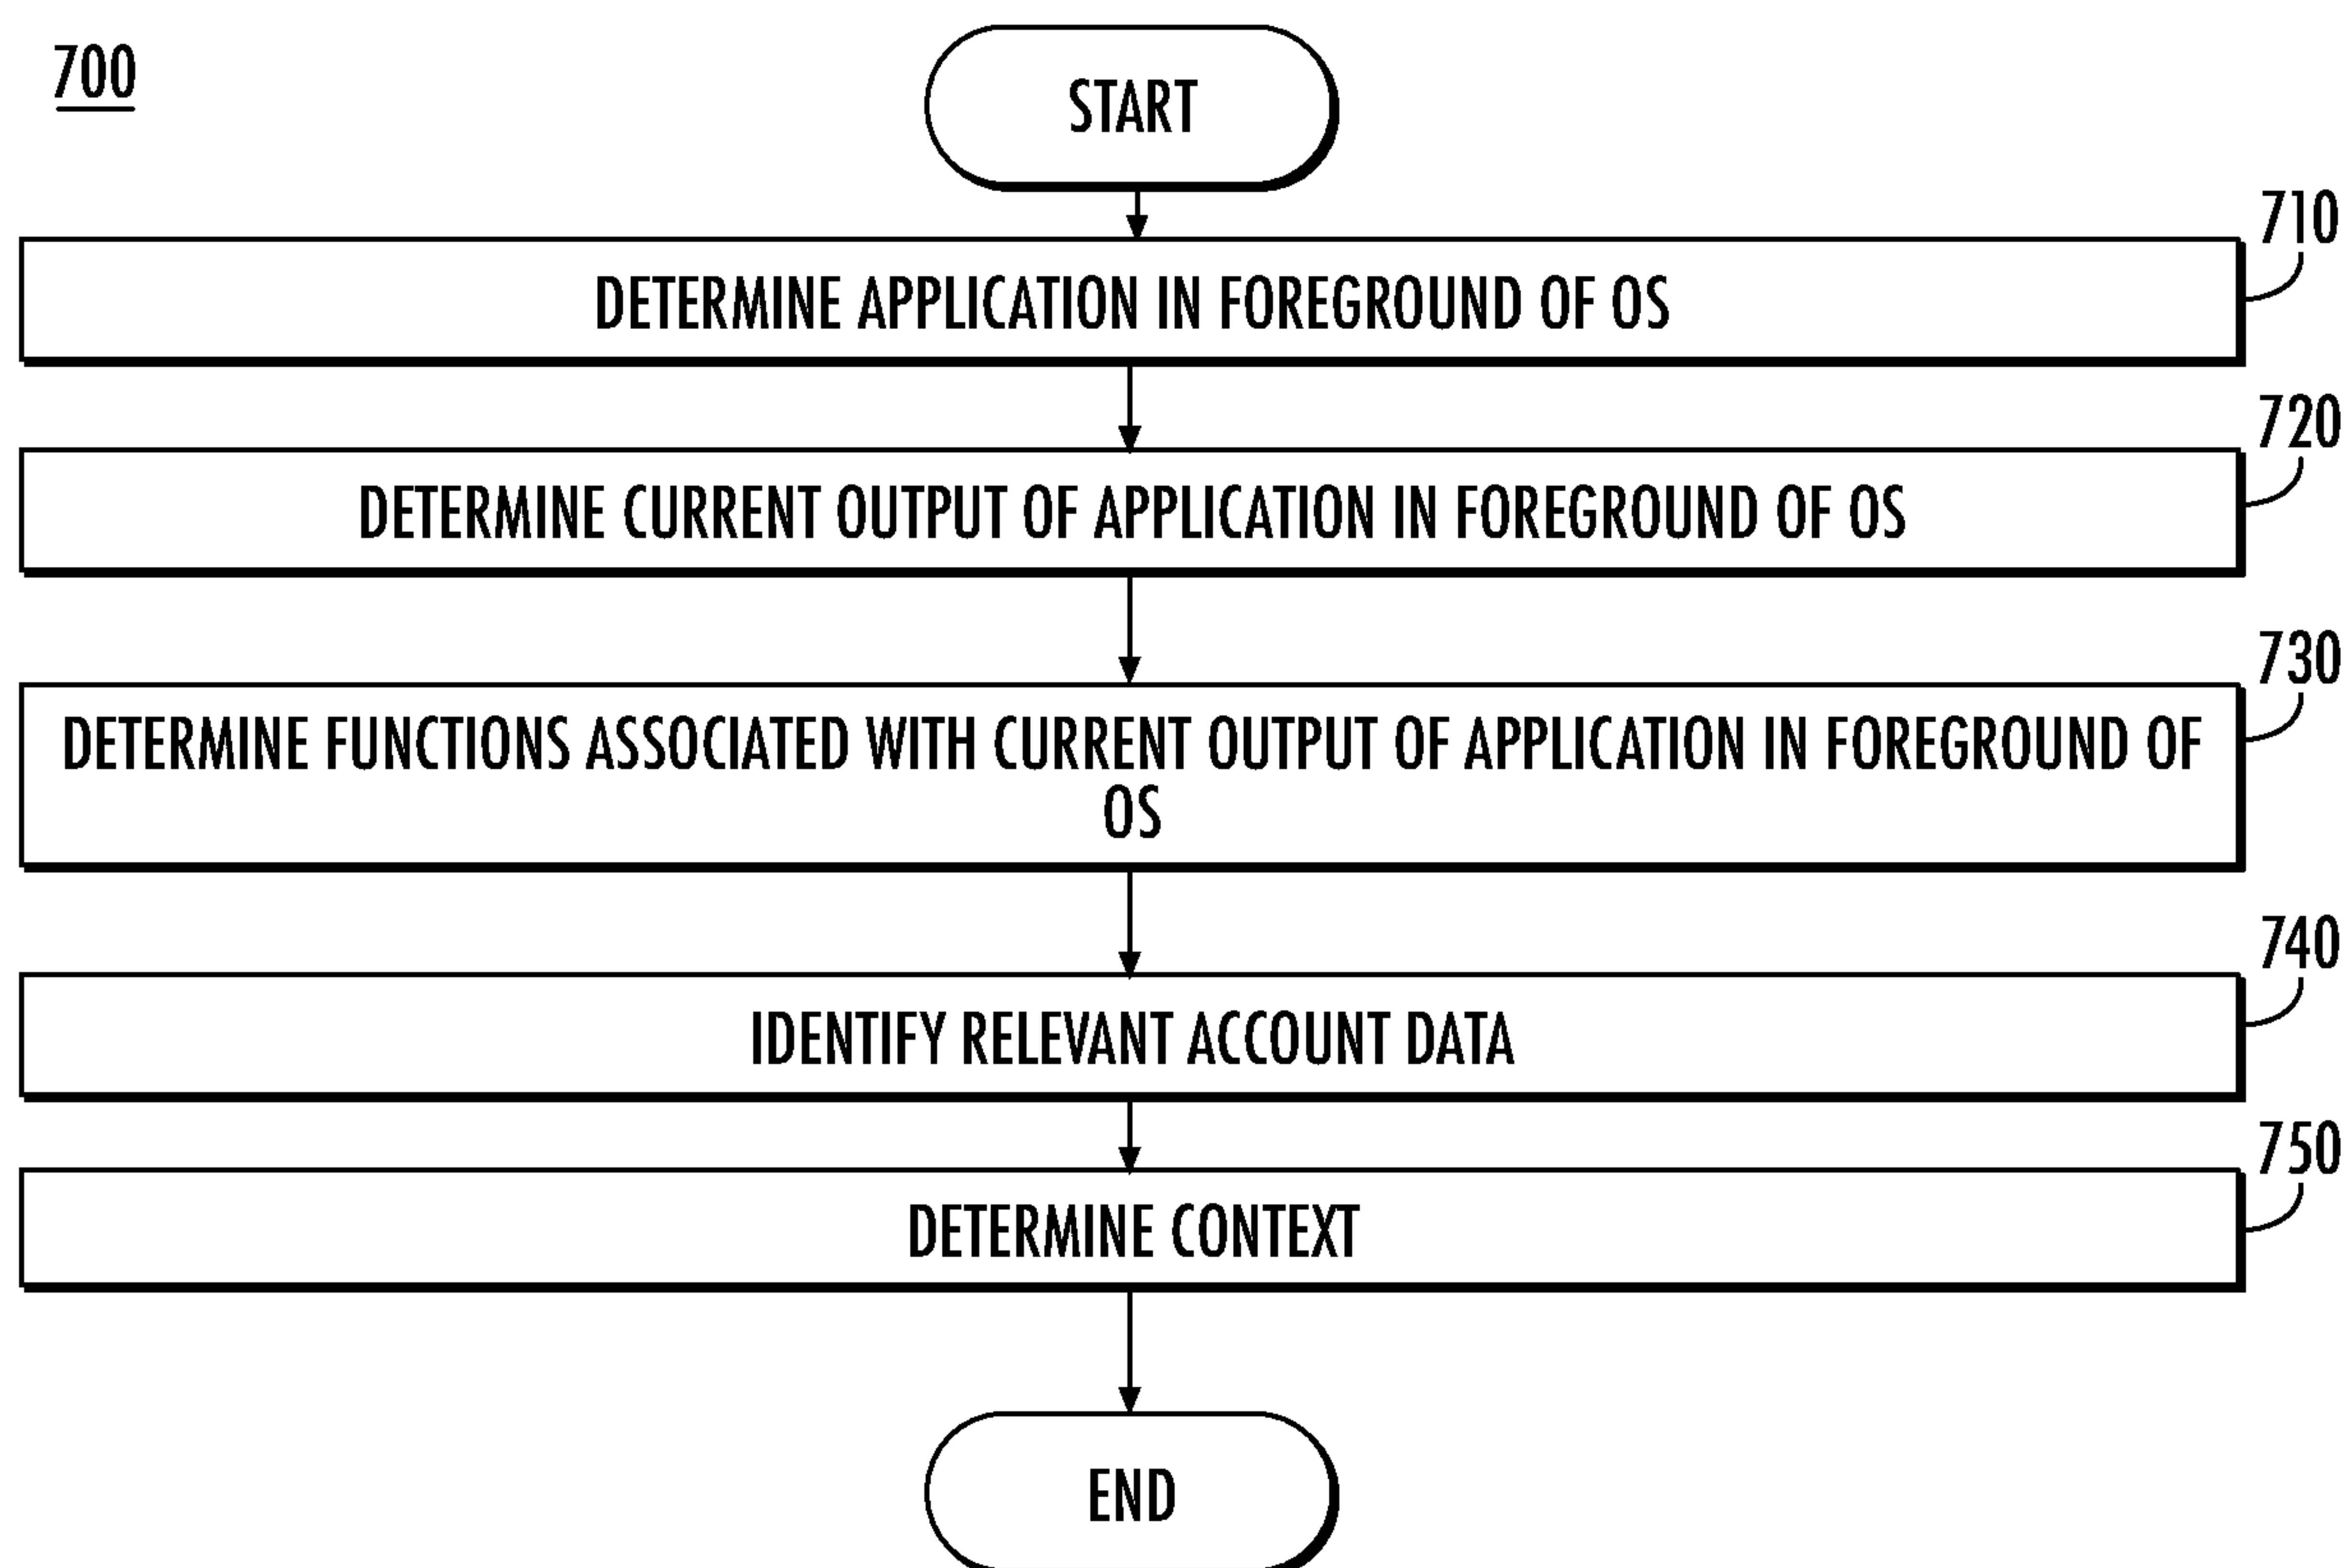 700
START
710
DETERMINE APPLICATION IN FOREGROUND OF OS
720
DETERMINE CURRENT OUTPUT OF APPLICATION IN FOREGROUND OF OS
730
DETERMINE FUNCTIONS ASSOCIATED WITH CURRENT OUTPUT OF APPLICATION IN FOREGROUND OF
OS
740
IDENTIFY RELEVANT ACCOUNT DATA
750
DETERMINE CONTEXT
END